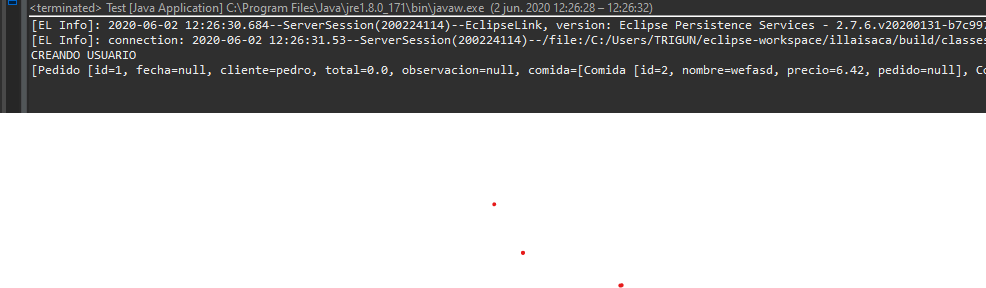 <terminated> Test [Java Application] C:\Program Files\Java\jre1.8.0_171\bin\javaw.exe (2 jun. 2020 12:26:28 – 12:26:32)
[EL Info]: 2020-06-02 12:26:30.684--ServerSession(200224114)--EclipseLink, version: Eclipse Persistence Services - 2.7.6.v20200131-b7c997
[EL Info]: connection: 2020-06-02 12:26:31.53--ServerSession(200224114)--/file:/C:/Users/TRIGUN/eclipse-workspace/illaisaca/build/classes
CREANDO USUARIO
[Pedido [id=1, fecha=null, cliente=pedro, total=0.0, observacion=null, comida=[Comida [id=2, nombre=wefasd, precio=6.42, pedido=null], Co